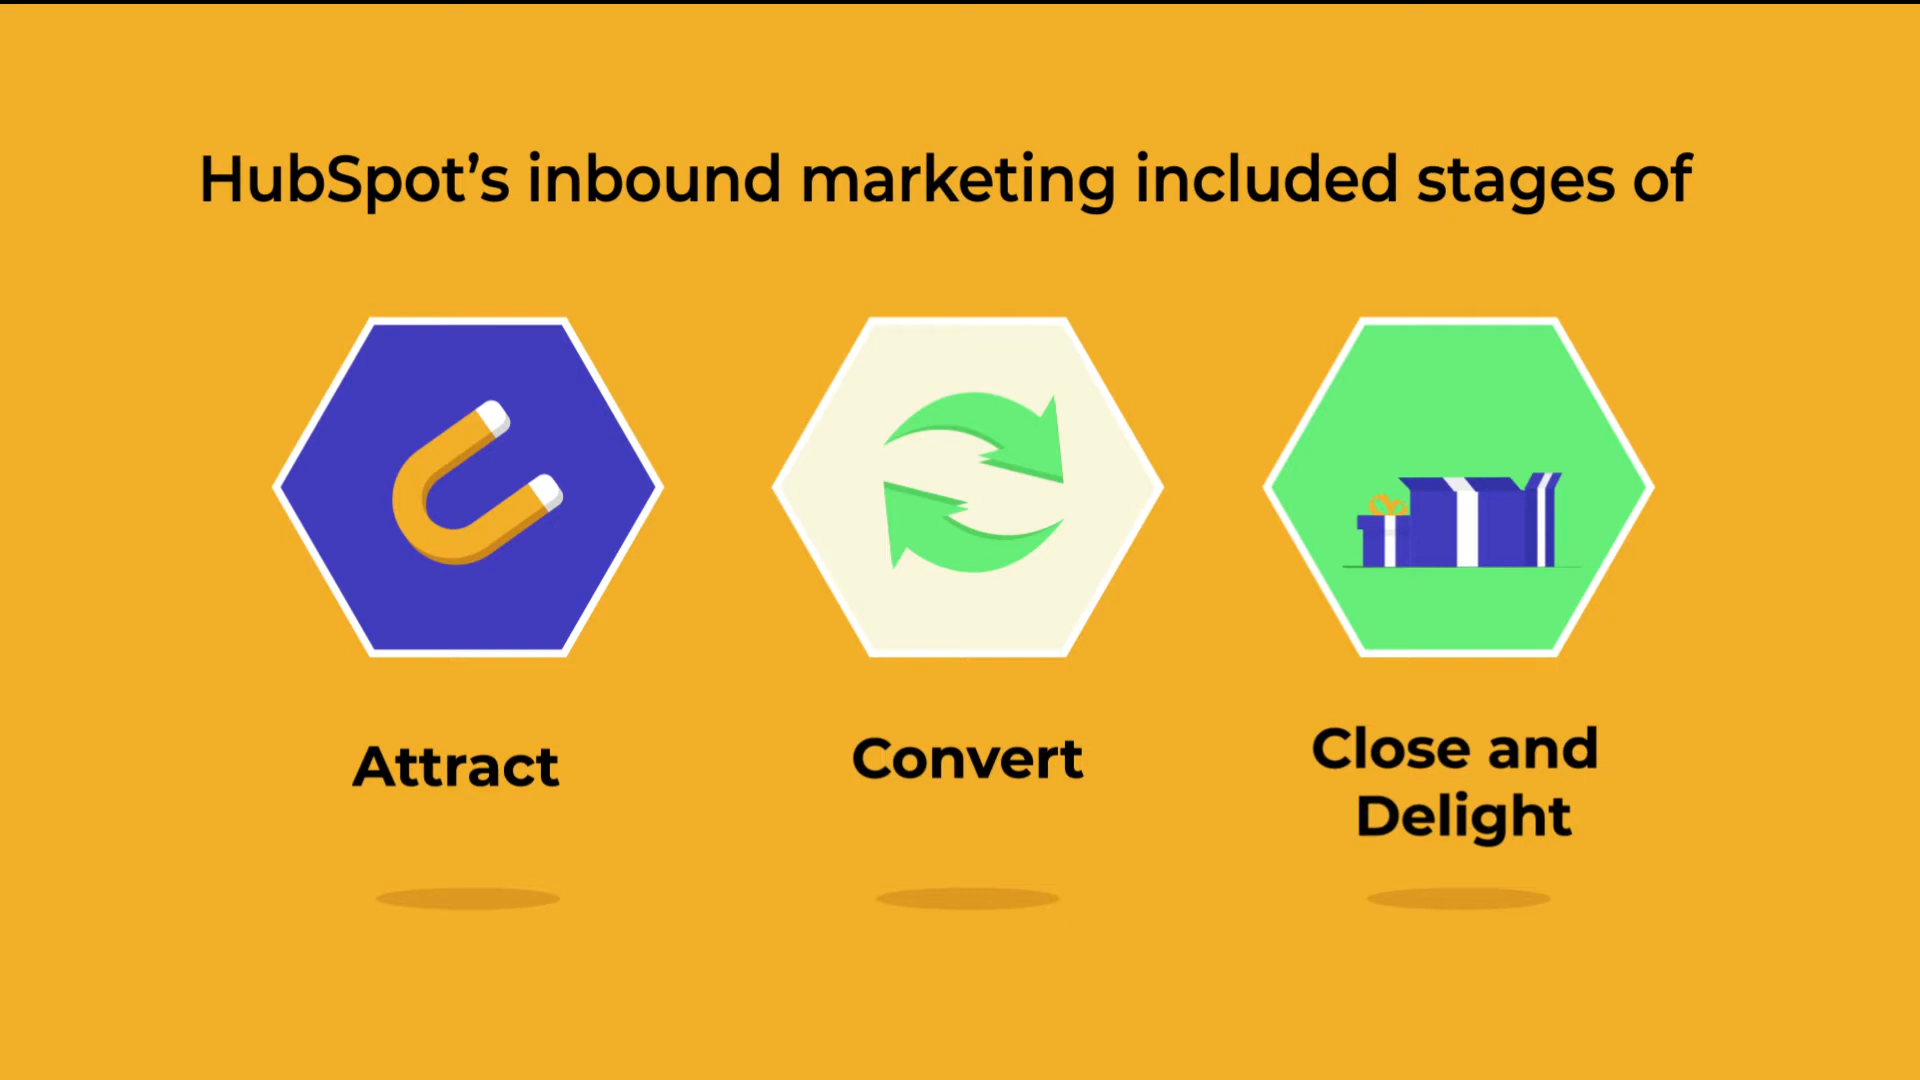 HubSpot’s inbound marketing included stages of
Attract
Convert
Close and
Delight